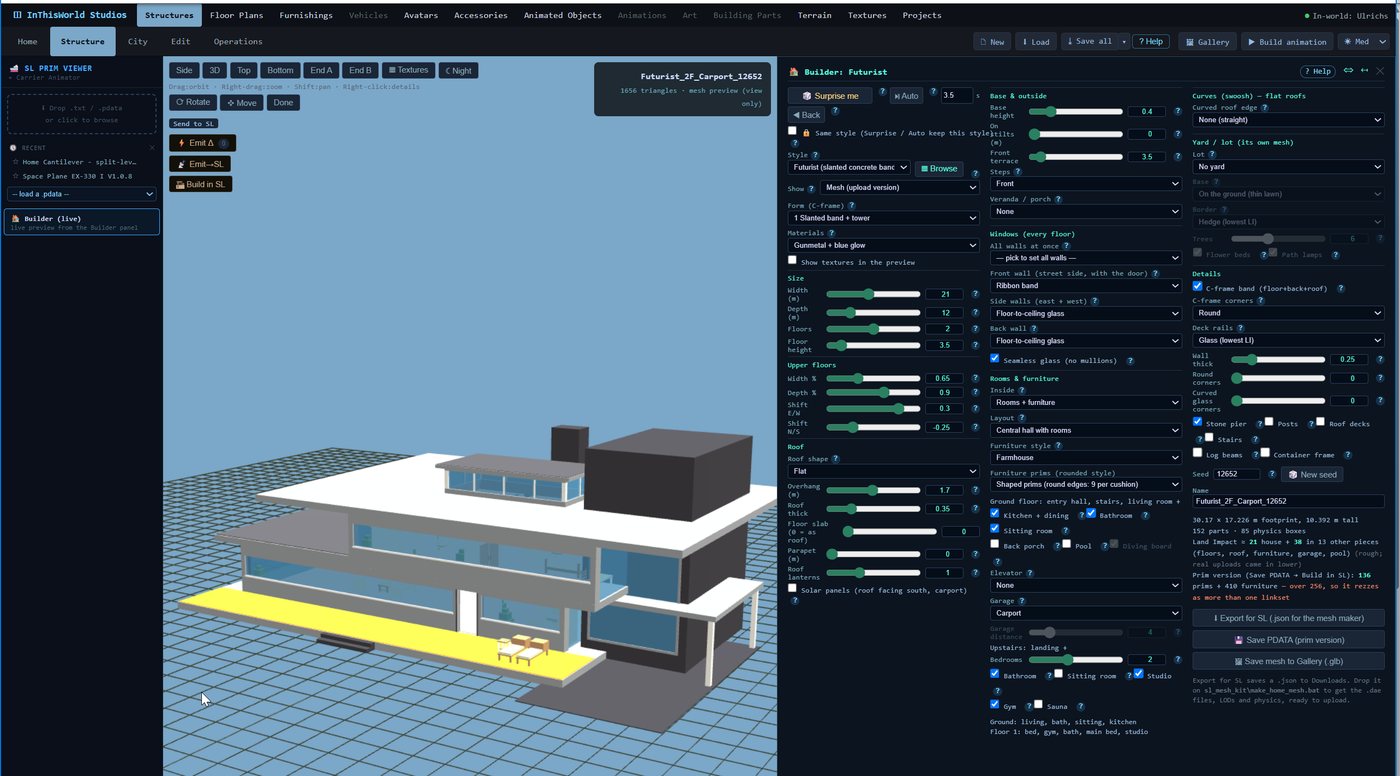 InThisWorld Studios Structures Floor Plans Furnishings Vehicles Avatars Accessories Animated Objects Animations Art Building Parts Terrain Textures Projects In-world: Ulrichs
Home Structure City Edit Operations New Load Save all ? Help Gallery Build animation Med
SL PRIM VIEWER
+ Carrier Animator
Drop .txt / .pdata
or click to browse
RECENT
Home Cantilever - split-lev…
Space Plane EX-330 I V1.0.8
-- load a .pdata --
Builder (live)
live preview from the Builder panel
Side 3D Top Bottom End A End B Textures Night
Drag:orbit · Right-drag:zoom · Shift:pan · Right-click:details
Rotate Move Done
Send to SL
Emit Δ 0
Emit→SL
Build in SL
Futurist_2F_Carport_12652
1656 triangles · mesh preview (view
only)
Builder: Futurist ? Help
Surprise me ? Auto ? 3.5 s
Back ?
Same style (Surprise / Auto keep this style)
?
Style ?
Futurist (slanted concrete banc Browse ?
Show ? Mesh (upload version)
Form (C-frame) ?
1 Slanted band + tower
Materials ?
Gunmetal + blue glow
Show textures in the preview
Size
Width (m) 21 ?
Depth (m) 12 ?
Floors 2 ?
Floor height 3.5 ?
Upper floors
Width % 0.65 ?
Depth % 0.9 ?
Shift E/W 0.3 ?
Shift N/S -0.25 ?
Roof
Roof shape ?
Flat
Overhang (m) 1.7 ?
Roof thick 0.35 ?
Floor slab (0 = as roof) 0 ?
Parapet (m) 0 ?
Roof lanterns 1 ?
Solar panels (roof facing south, carport)
?
Base & outside
Base height 0.4 ?
On stilts (m) 0 ?
Front terrace 3.5 ?
Steps ?
Front
Veranda / porch ?
None
Windows (every floor)
All walls at once ?
— pick to set all walls —
Front wall (street side, with the door) ?
Ribbon band
Side walls (east + west) ?
Floor-to-ceiling glass
Back wall ?
Floor-to-ceiling glass
Seamless glass (no mullions) ?
Rooms & furniture
Inside ?
Rooms + furniture
Layout ?
Central hall with rooms
Furniture style ?
Farmhouse
Furniture prims (rounded style) ?
Shaped prims (round edges: 9 per cushion)
Ground floor: entry hall, stairs, living room +
Kitchen + dining ? Bathroom ?
Sitting room ?
Back porch ? Pool ? Diving board
?
Elevator ?
None
Garage ?
Carport
Garage distance 4 ?
Upstairs: landing +
Bedrooms 2 ?
Bathroom ? Sitting room ? Studio
?
Gym ? Sauna ?
Ground: living, bath, sitting, kitchen
Floor 1: bed, gym, bath, main bed, studio
Curves (swoosh) — flat roofs
Curved roof edge ?
None (straight)
Yard / lot (its own mesh)
Lot ?
No yard
Base ?
On the ground (thin lawn)
Border ?
Hedge (lowest LI)
Trees 6 ?
Flower beds ? Path lamps ?
Details
C-frame band (floor+back+roof) ?
C-frame corners ?
Round
Deck rails ?
Glass (lowest LI)
Wall thick 0.25 ?
Round corners 0 ?
Curved glass corners 0 ?
Stone pier ? Posts ? Roof decks
? Stairs ?
Log beams ? Container frame ?
Seed 12652 ? New seed
Name
Futurist_2F_Carport_12652
30.17 x 17.226 m footprint, 10.392 m tall
152 parts · 85 physics boxes
Land Impact ≈ 21 house + 38 in 13 other pieces
(floors, roof, furniture, garage, pool) (rough;
real uploads came in lower)
Prim version (Save PDATA → Build in SL): 136
prims + 410 furniture — over 256, so it rezzes
as more than one linkset
Export for SL (.json for the mesh maker)
Save PDATA (prim version)
Save mesh to Gallery (.glb)
Export for SL saves a .json to Downloads. Drop it
on sl_mesh_kit\make_home_mesh.bat to get the .dae
files, LODs and physics, ready to upload.